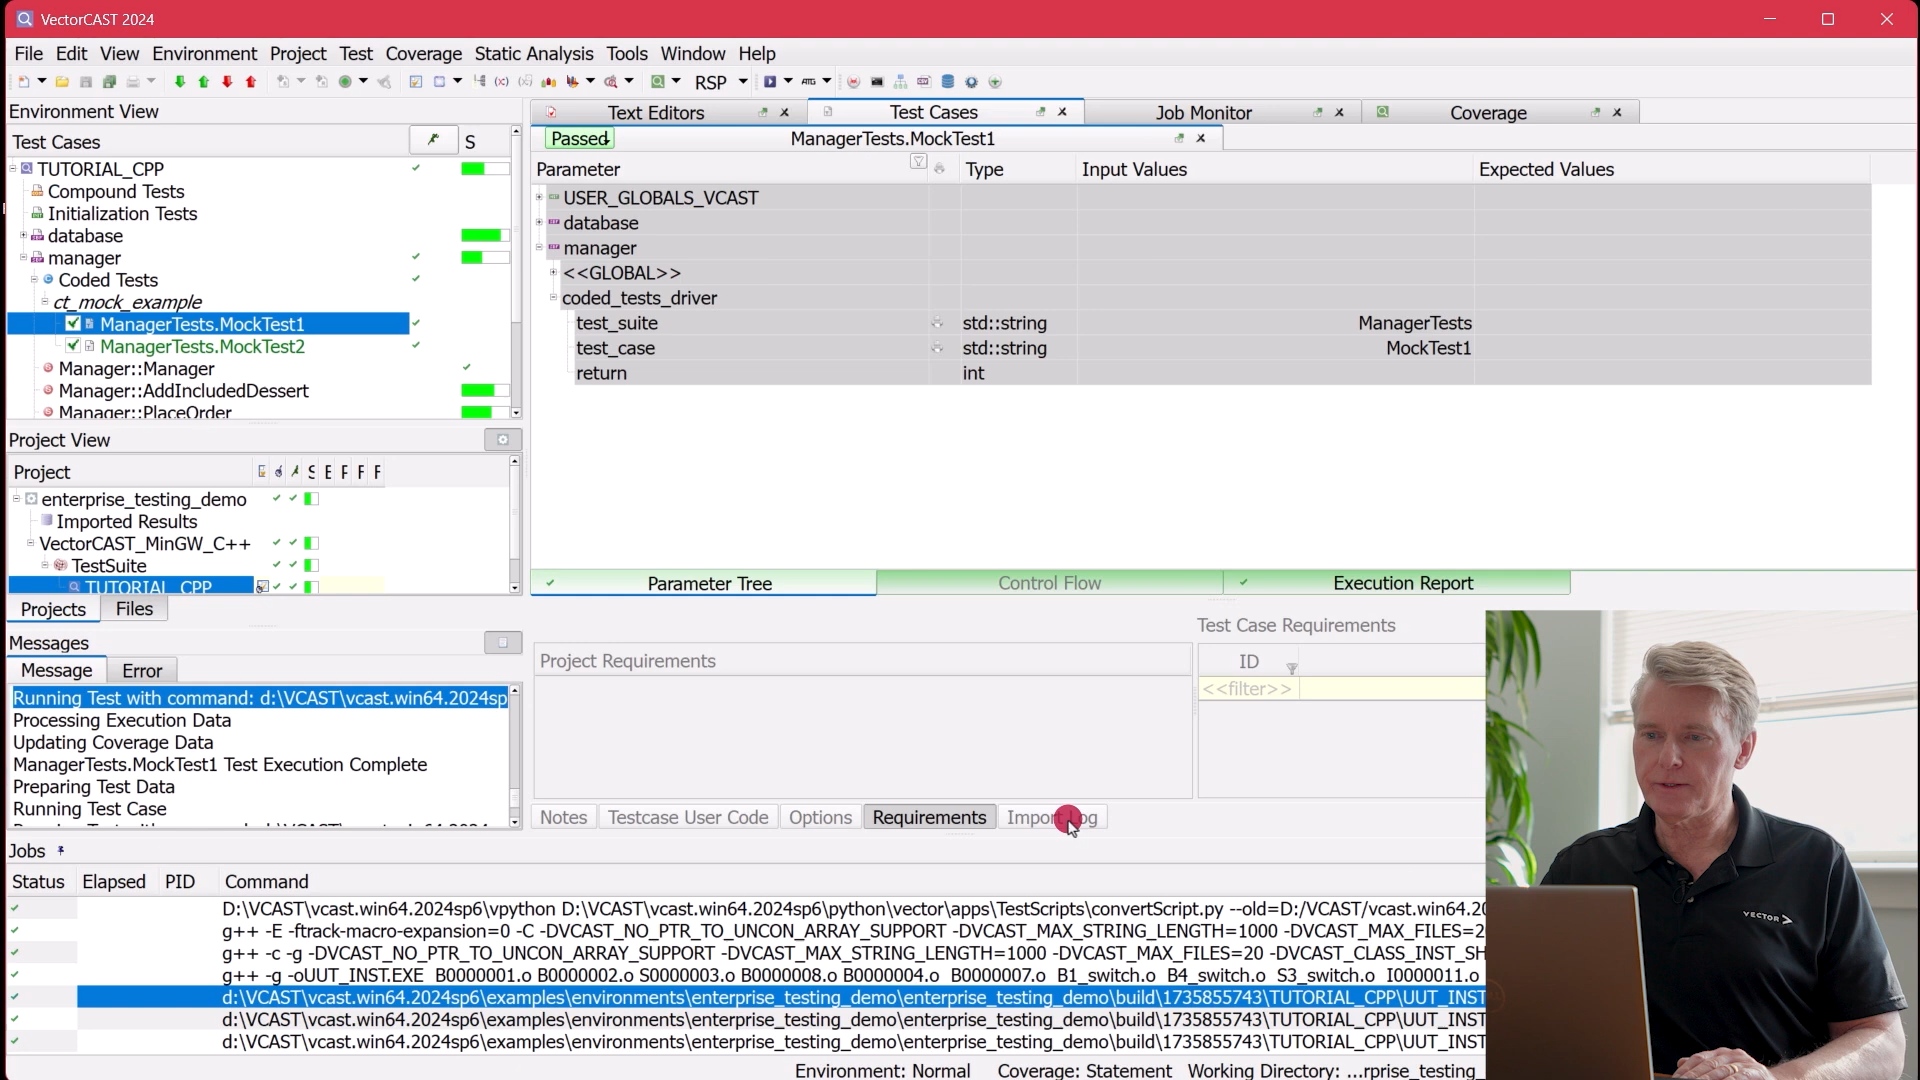 VectorCAST 2024
File Edit View Environment Project Test Coverage Static Analysis Tools Window Help
RSP
Environment View
Test Cases S
TUTORIAL_CPP
Compound Tests
Initialization Tests
database
manager
Coded Tests
ct_mock_example
ManagerTests.MockTest1
ManagerTests.MockTest2
Manager::Manager
Manager::AddIncludedDessert
Manager::PlaceOrder
Project View
Project S E F F F
enterprise_testing_demo
Imported Results
VectorCAST_MinGW_C++
TestSuite
TUTORIAL_CPP
Projects Files
Messages
Message Error
Running Test with command: d:\VCAST\vcast.win64.2024sp
Processing Execution Data
Updating Coverage Data
ManagerTests.MockTest1 Test Execution Complete
Preparing Test Data
Running Test Case
Text Editors Test Cases Job Monitor Coverage
Passed ManagerTests.MockTest1
Parameter Type Input Values Expected Values
USER_GLOBALS_VCAST
database
manager
<<GLOBAL>>
coded_tests_driver
test_suite std::string ManagerTests
test_case std::string MockTest1
return int
Parameter Tree Control Flow Execution Report
Test Case Requirements
Project Requirements ID
<<filter>>
Notes Testcase User Code Options Requirements Import
Jobs
Status Elapsed PID Command
D:\VCAST\vcast.win64.2024sp6\vpython D:\VCAST\vcast.win64.2024sp6\python\vector\apps\TestScripts\convertScript.py --old=D:/VCAST/vcast.win64.20
g++ -E -ftrack-macro-expansion=0 -C -DVCAST_NO_PTR_TO_UNCON_ARRAY_SUPPORT -DVCAST_MAX_STRING_LENGTH=1000 -DVCAST_MAX_FILES=2
g++ -c -g -DVCAST_NO_PTR_TO_UNCON_ARRAY_SUPPORT -DVCAST_MAX_STRING_LENGTH=1000 -DVCAST_MAX_FILES=20 -DVCAST_CLASS_INST_SH
g++ -g -oUUT_INST.EXE B0000001.o B0000002.o S0000003.o B0000008.o B0000004.o B0000007.o B1_switch.o B4_switch.o S3_switch.o I0000011.o
d:\VCAST\vcast.win64.2024sp6\examples\environments\enterprise_testing_demo\enterprise_testing_demo\build\1735855743\TUTORIAL_CPP\UUT_INST
d:\VCAST\vcast.win64.2024sp6\examples\environments\enterprise_testing_demo\enterprise_testing_demo\build\1735855743\TUTORIAL_CPP\UUT_INST
d:\VCAST\vcast.win64.2024sp6\examples\environments\enterprise_testing_demo\enterprise_testing_demo\build\1735855743\TUTORIAL_CPP\UUT_INST
Environment: Normal Coverage: Statement Working Directory: ...rprise_testing_
VECTOR